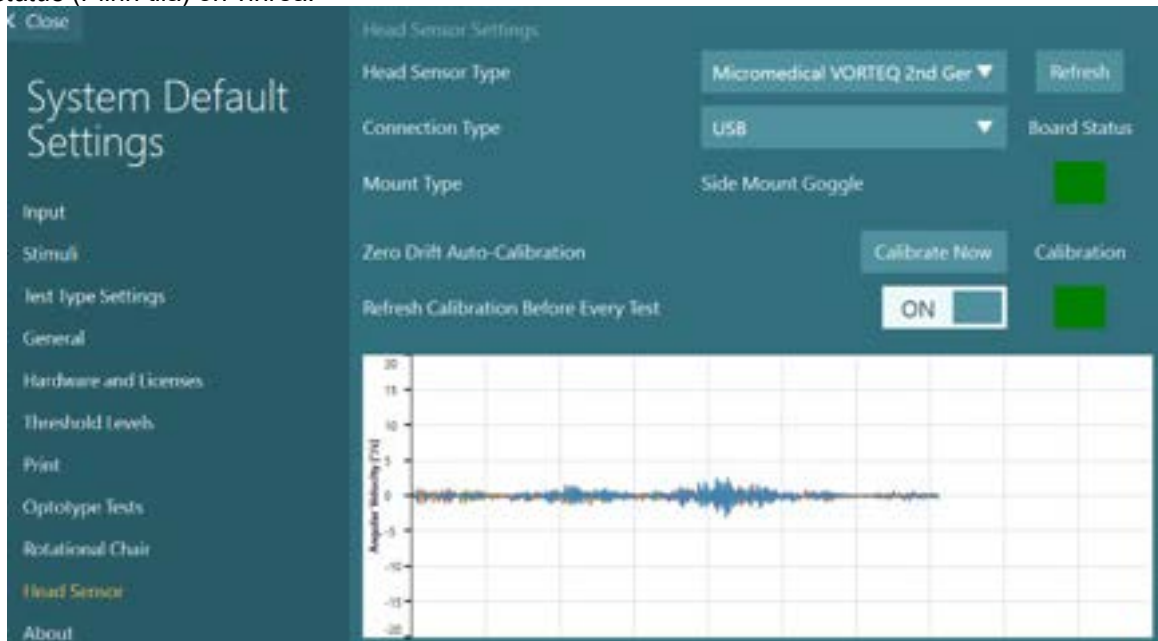 Close
System Default
Settings
Input
Stimuli
Test Type Settings
General
Hardware and Licenses
Threshold Levels
Print
Optotype Tests
Rotational Chair
Head Sensor
About
Head Sensor Settings
Head Sensor Type
Micromedical VORTEQ 2nd Ger
Refresh
Connection Type
USB
Board Status
Mount Type
Side Mount Goggle
Zero Drift Auto-Calibration
Calibrate Now
Calibration
Refresh Calibration Before Every Test
ON
Angular Velocity [°/s]
20
15
10
5
0
-5
-10
-15
-20